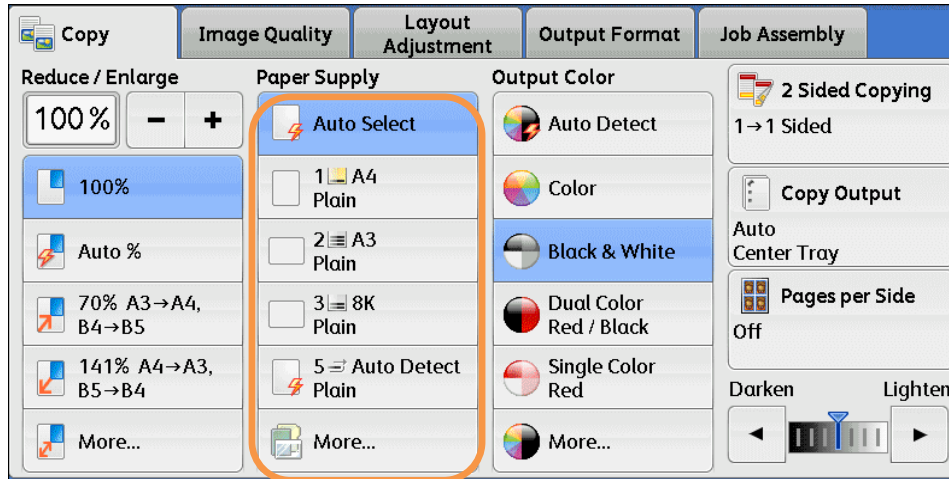 Copy
Image Quality
Layout
Adjustment
Output Format
Job Assembly
Reduce / Enlarge
100%
−
+
100%
Auto %
70% A3→A4,
B4→B5
141% A4→A3,
B5→B4
More...
Paper Supply
Auto Select
1 A4
Plain
2 A3
Plain
3 8K
Plain
5 Auto Detect
Plain
More...
Output Color
Auto Detect
Color
Black & White
Dual Color
Red / Black
Single Color
Red
More...
2 Sided Copying
1→1 Sided
Copy Output
Auto
Center Tray
Pages per Side
Off
Darken
Lighten